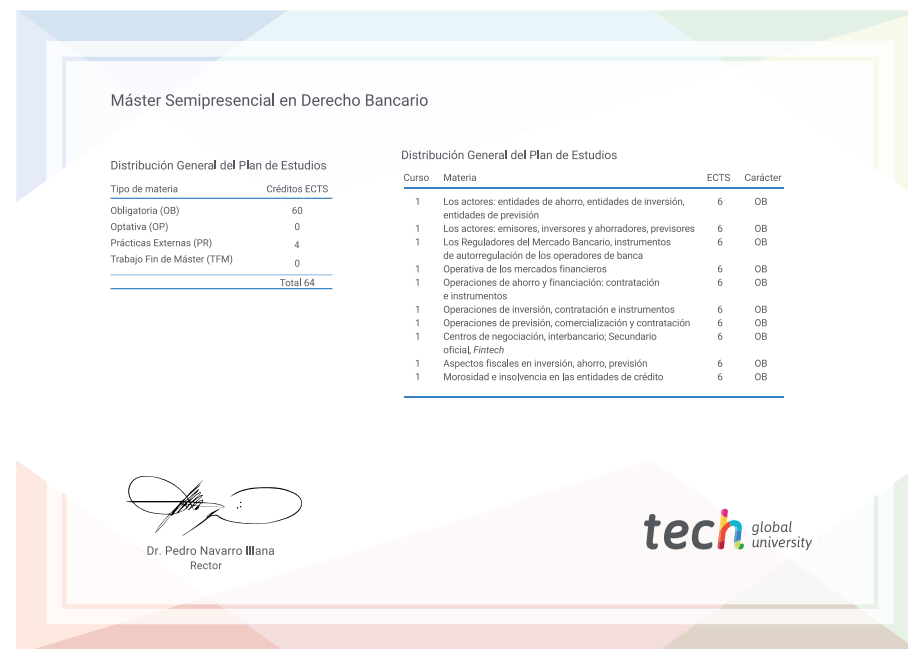 Máster Semipresencial en Derecho Bancario
Distribución General del Plan de Estudios
Tipo de materia Créditos ECTS
Obligatoria (OB) 60
Optativa (OP) 0
Prácticas Externas (PR) 4
Trabajo Fin de Máster (TFM) 0
Total 64
Distribución General del Plan de Estudios
Curso Materia ECTS Carácter
1 Los actores: entidades de ahorro, entidades de inversión, 6 OB
entidades de previsión
1 Los actores: emisores, inversores y ahorradores, previsores 6 OB
1 Los Reguladores del Mercado Bancario, instrumentos 6 OB
de autorregulación de los operadores de banca
1 Operativa de los mercados financieros 6 OB
1 Operaciones de ahorro y financiación: contratación 6 OB
e instrumentos
1 Operaciones de inversión, contratación e instrumentos 6 OB
1 Operaciones de previsión, comercialización y contratación 6 OB
1 Centros de negociación, interbancario; Secundario 6 OB
oficial, Fintech
1 Aspectos fiscales en inversión, ahorro, previsión 6 OB
1 Morosidad e insolvencia en las entidades de crédito 6 OB
Dr. Pedro Navarro Illana
Rector
tech global
university